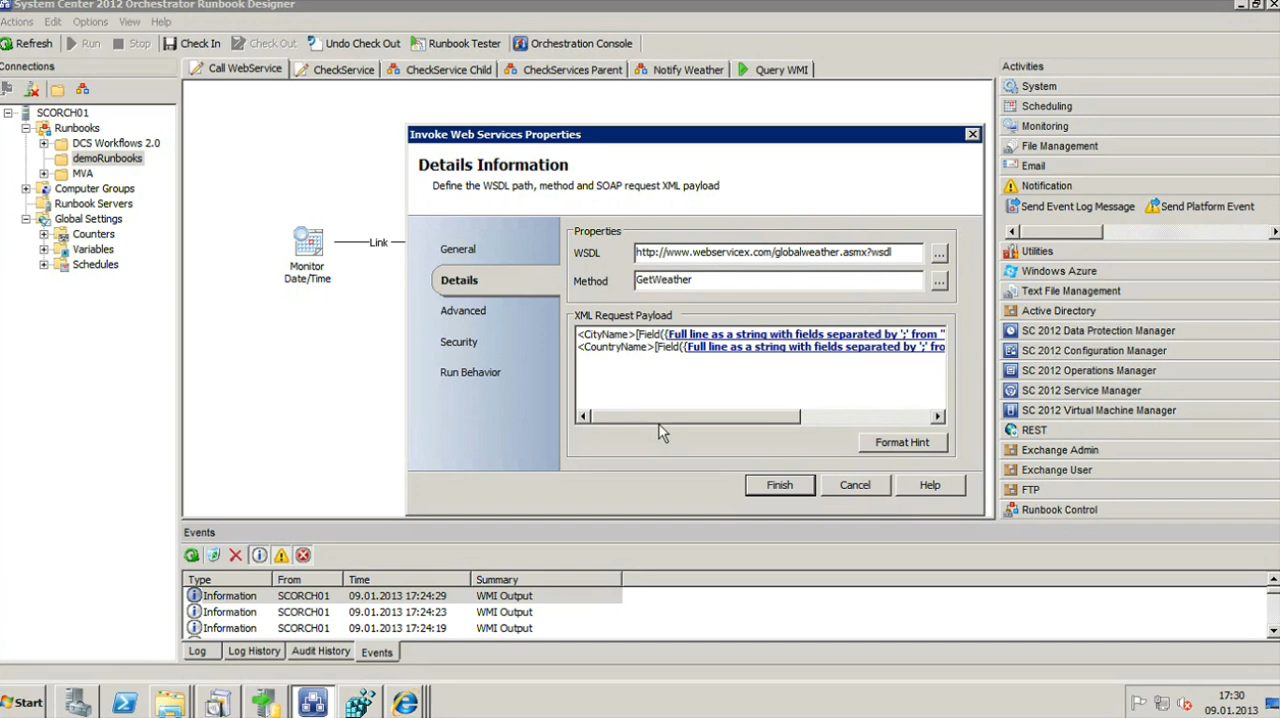 System Center 2012 Orchestrator Runbook Designer
Actions Edit Options View Help
Refresh Run Stop Check In Check Out Undo Check Out Runbook Tester Orchestration Console
Connections
SCORCH01
Runbooks
DCS Workflows 2.0
demoRunbooks
MVA
Computer Groups
Runbook Servers
Global Settings
Counters
Variables
Schedules
Call WebService CheckService CheckService Child CheckServices Parent Notify Weather Query WMI
Monitor
Date/Time
Link
Invoke Web Services Properties
Details Information
Define the WSDL path, method and SOAP request XML payload
General
Details
Advanced
Security
Run Behavior
Properties
WSDL http://www.webservicex.com/globalweather.asmx?wsdl ...
Method GetWeather ...
XML Request Payload
<CityName>[Field({Full line as a string with fields separated by ';' from "
<CountryName>[Field({Full line as a string with fields separated by ';' fro
Format Hint
Finish Cancel Help
Activities
System
Scheduling
Monitoring
File Management
Email
Notification
Send Event Log Message Send Platform Event
Utilities
Windows Azure
Text File Management
Active Directory
SC 2012 Data Protection Manager
SC 2012 Configuration Manager
SC 2012 Operations Manager
SC 2012 Service Manager
SC 2012 Virtual Machine Manager
REST
Exchange Admin
Exchange User
FTP
Runbook Control
Events
Type From Time Summary
Information SCORCH01 09.01.2013 17:24:29 WMI Output
Information SCORCH01 09.01.2013 17:24:23 WMI Output
Information SCORCH01 09.01.2013 17:24:19 WMI Output
Log Log History Audit History Events
Start
17:30
09.01.2013